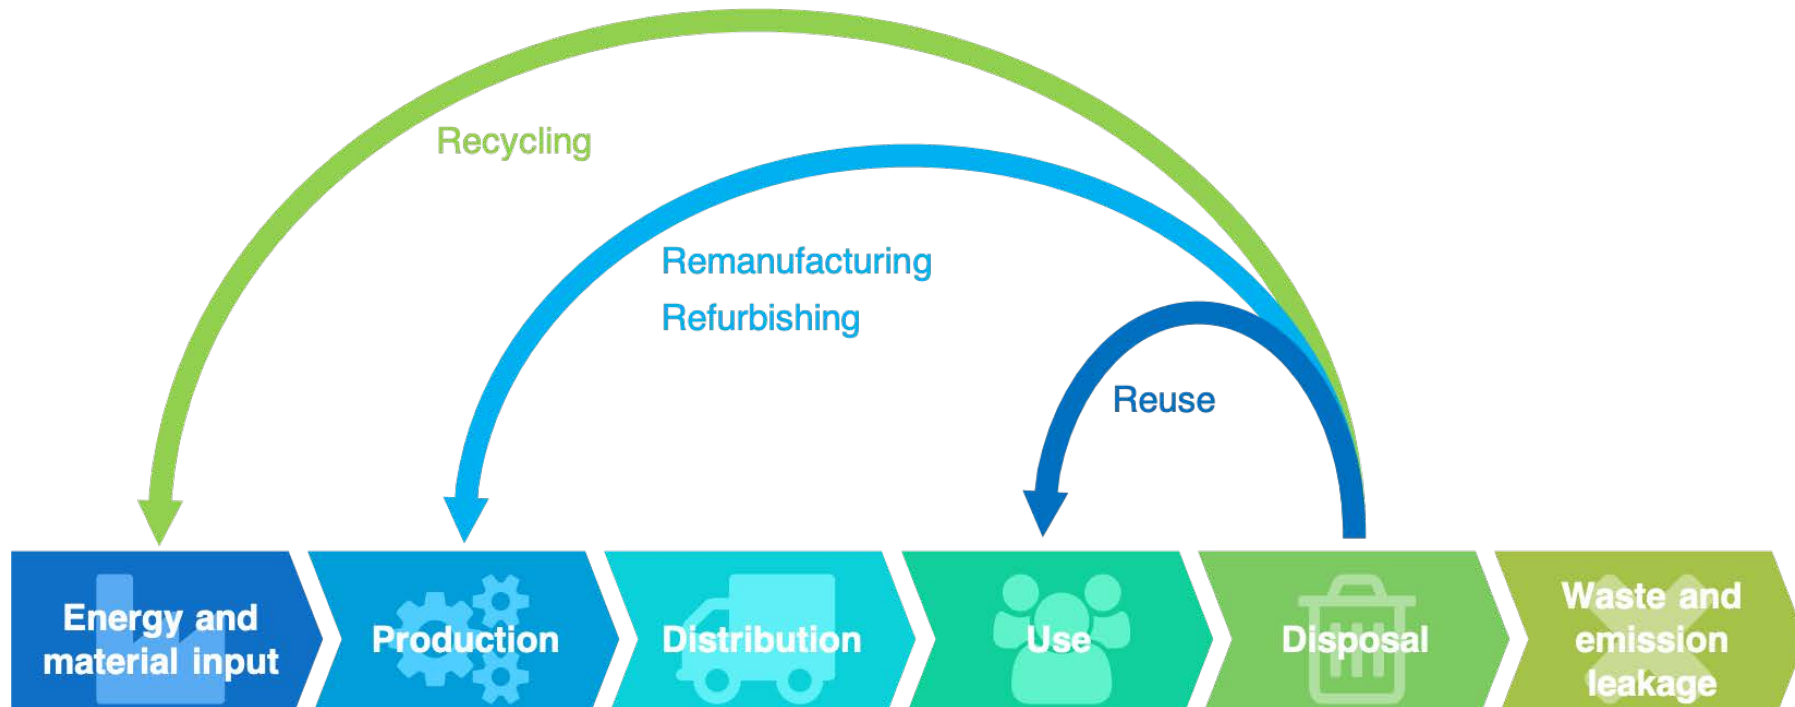 Recycling
Remanufacturing
Refurbishing
Reuse
Energy and
material input
Production
Distribution
Use
Disposal
Waste and
emission
leakage